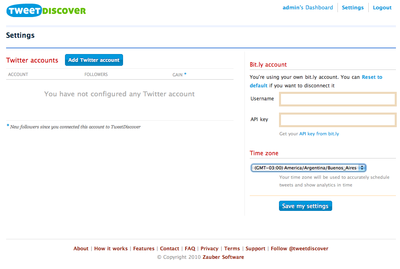 TweetDISCOVER
admin's Dashboard Settings Logout
Settings
Twitter accounts Add Twitter account
ACCOUNT FOLLOWERS GAIN *
You have not configured any Twitter account
* New followers since you connected this account to TweetDiscover
Bit.ly account
You're using your own bit.ly account. You can Reset to
default if you want to disconnect it
Username
API key
Get your API key from bit.ly
Time zone
(GMT-03:00) America/Argentina/Buenos_Aires
Your time zone will be used to accurately schedule
tweets and show analytics in time
Save my settings
About | How it works | Features | Contact | FAQ | Privacy | Terms | Support | Follow @tweetdiscover
© Copyright 2010 Zauber Software